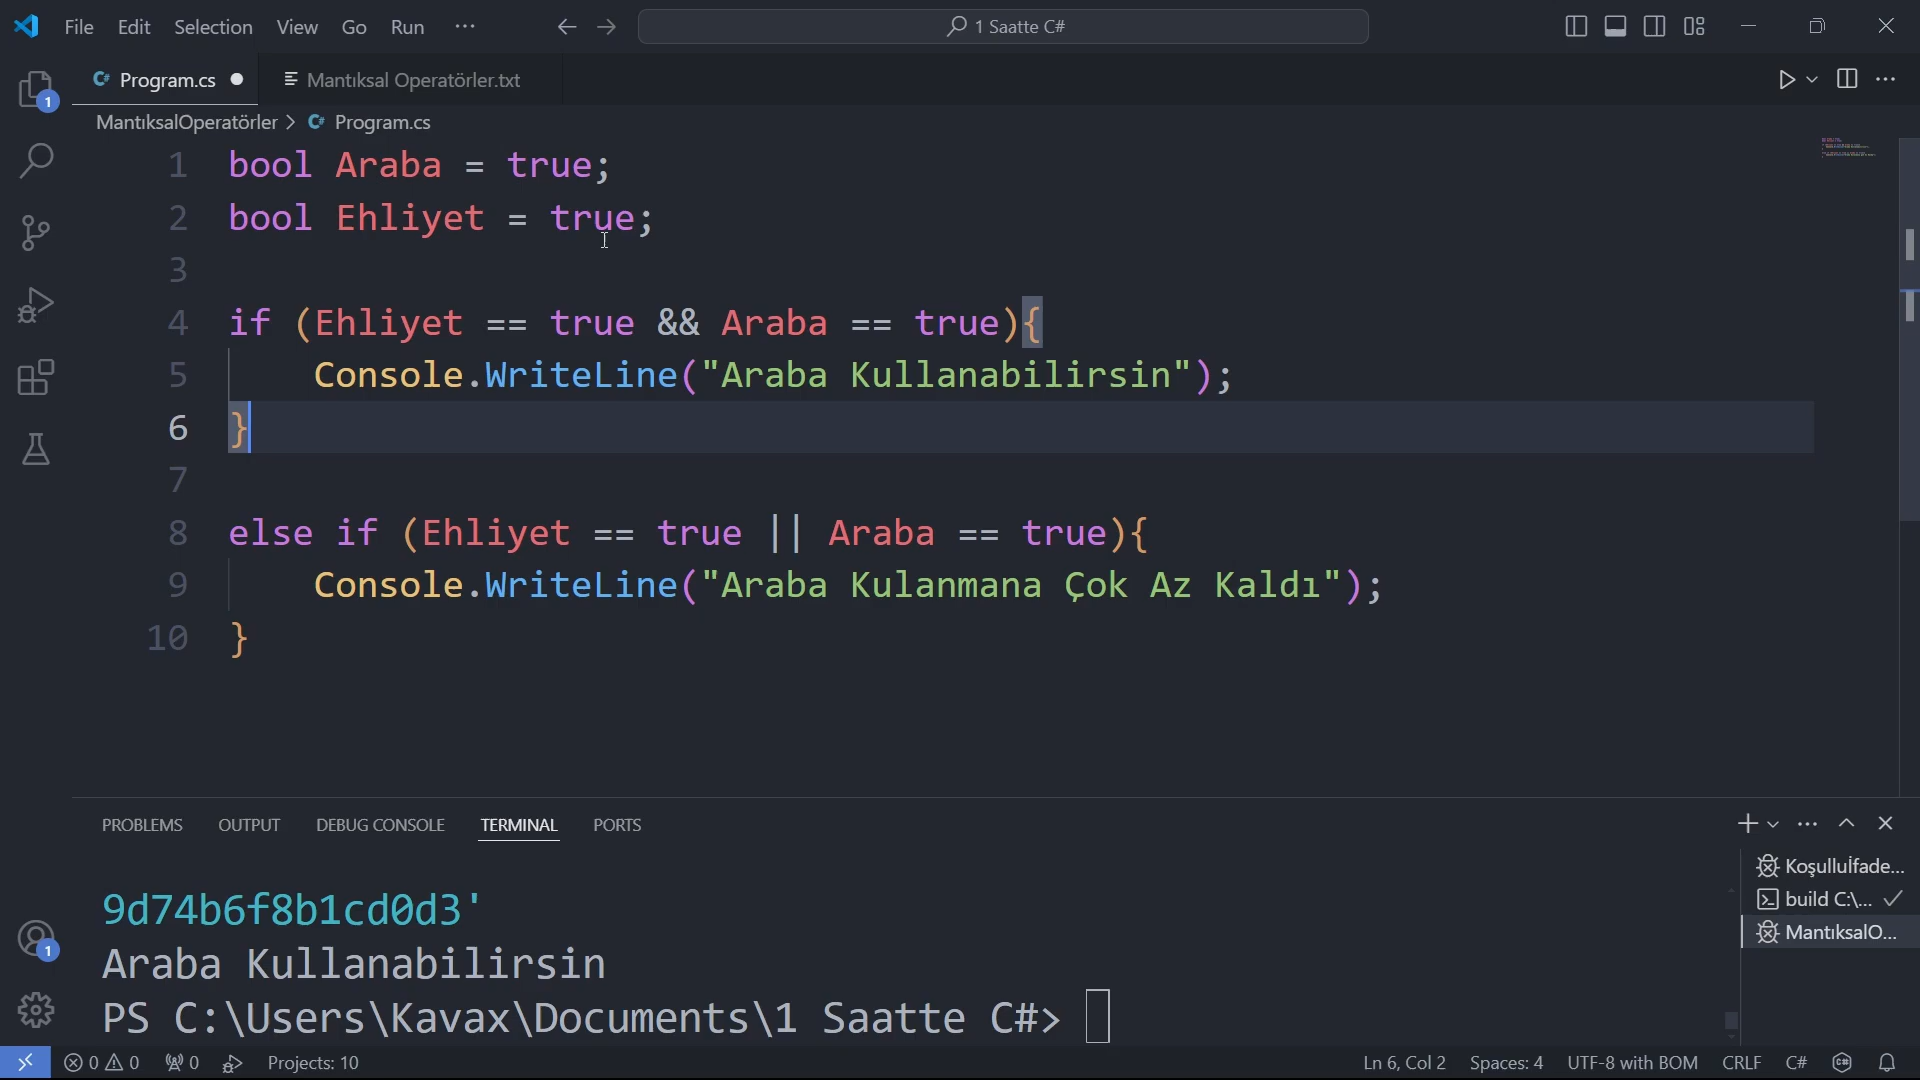 File Edit Selection View Go Run ··· 1 Saatte C#
C# Program.cs Mantıksal Operatörler.txt
MantıksalOperatörler > C# Program.cs
1 bool Araba = true;
2 bool Ehliyet = true;
3
4 if (Ehliyet == true && Araba == true){
5 Console.WriteLine("Araba Kullanabilirsin");
6 }
7
8 else if (Ehliyet == true || Araba == true){
9 Console.WriteLine("Araba Kulanmana Çok Az Kaldı");
10 }
1
PROBLEMS OUTPUT DEBUG CONSOLE TERMINAL PORTS
9d74b6f8b1cd0d3'
Araba Kullanabilirsin
PS C:\Users\Kavax\Documents\1 Saatte C#>
Koşulluİfade...
build C:\...
MantıksalO...
1
0 0 0 Projects: 10 Ln 6, Col 2 Spaces: 4 UTF-8 with BOM CRLF C#